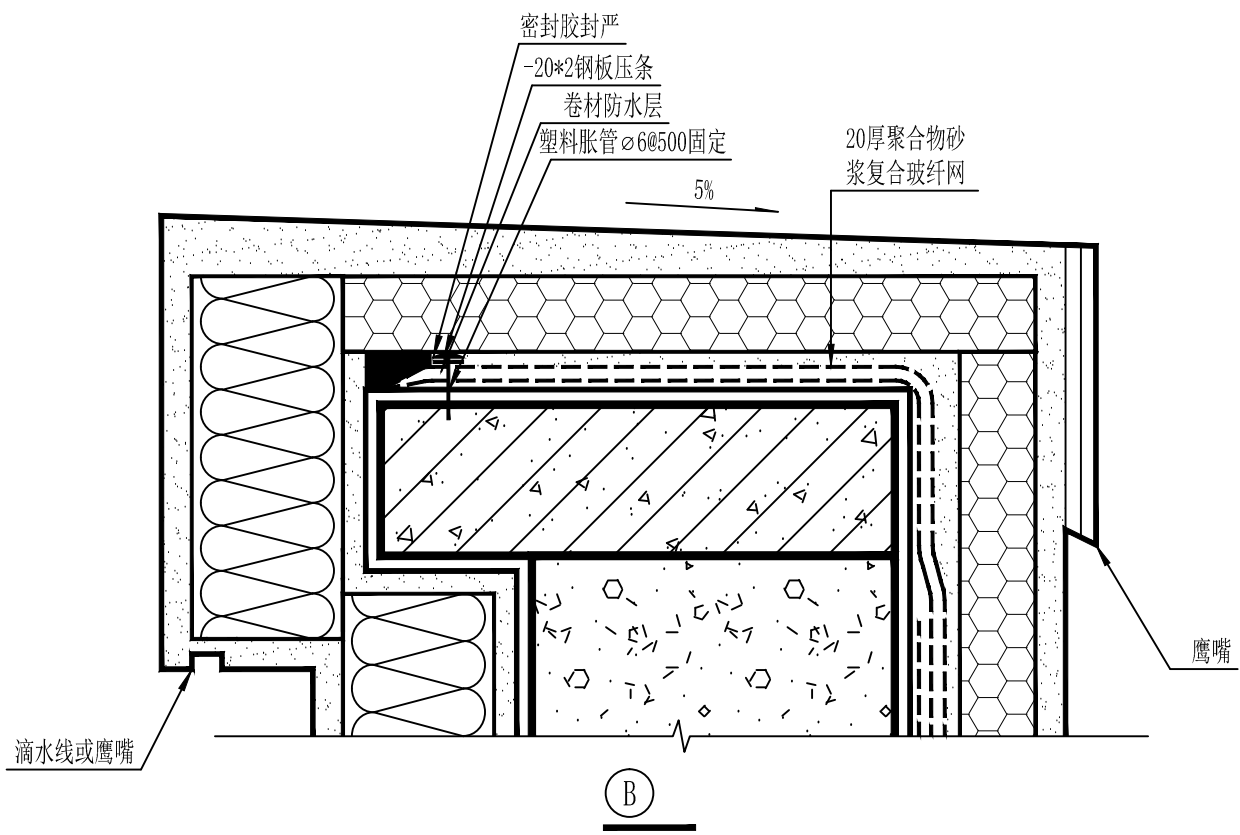 密封胶封严
-20*2钢板压条
卷材防水层
塑料胀管⌀6@500固定
20厚聚合物砂
浆复合玻纤网
5%
鹰嘴
滴水线或鹰嘴
B